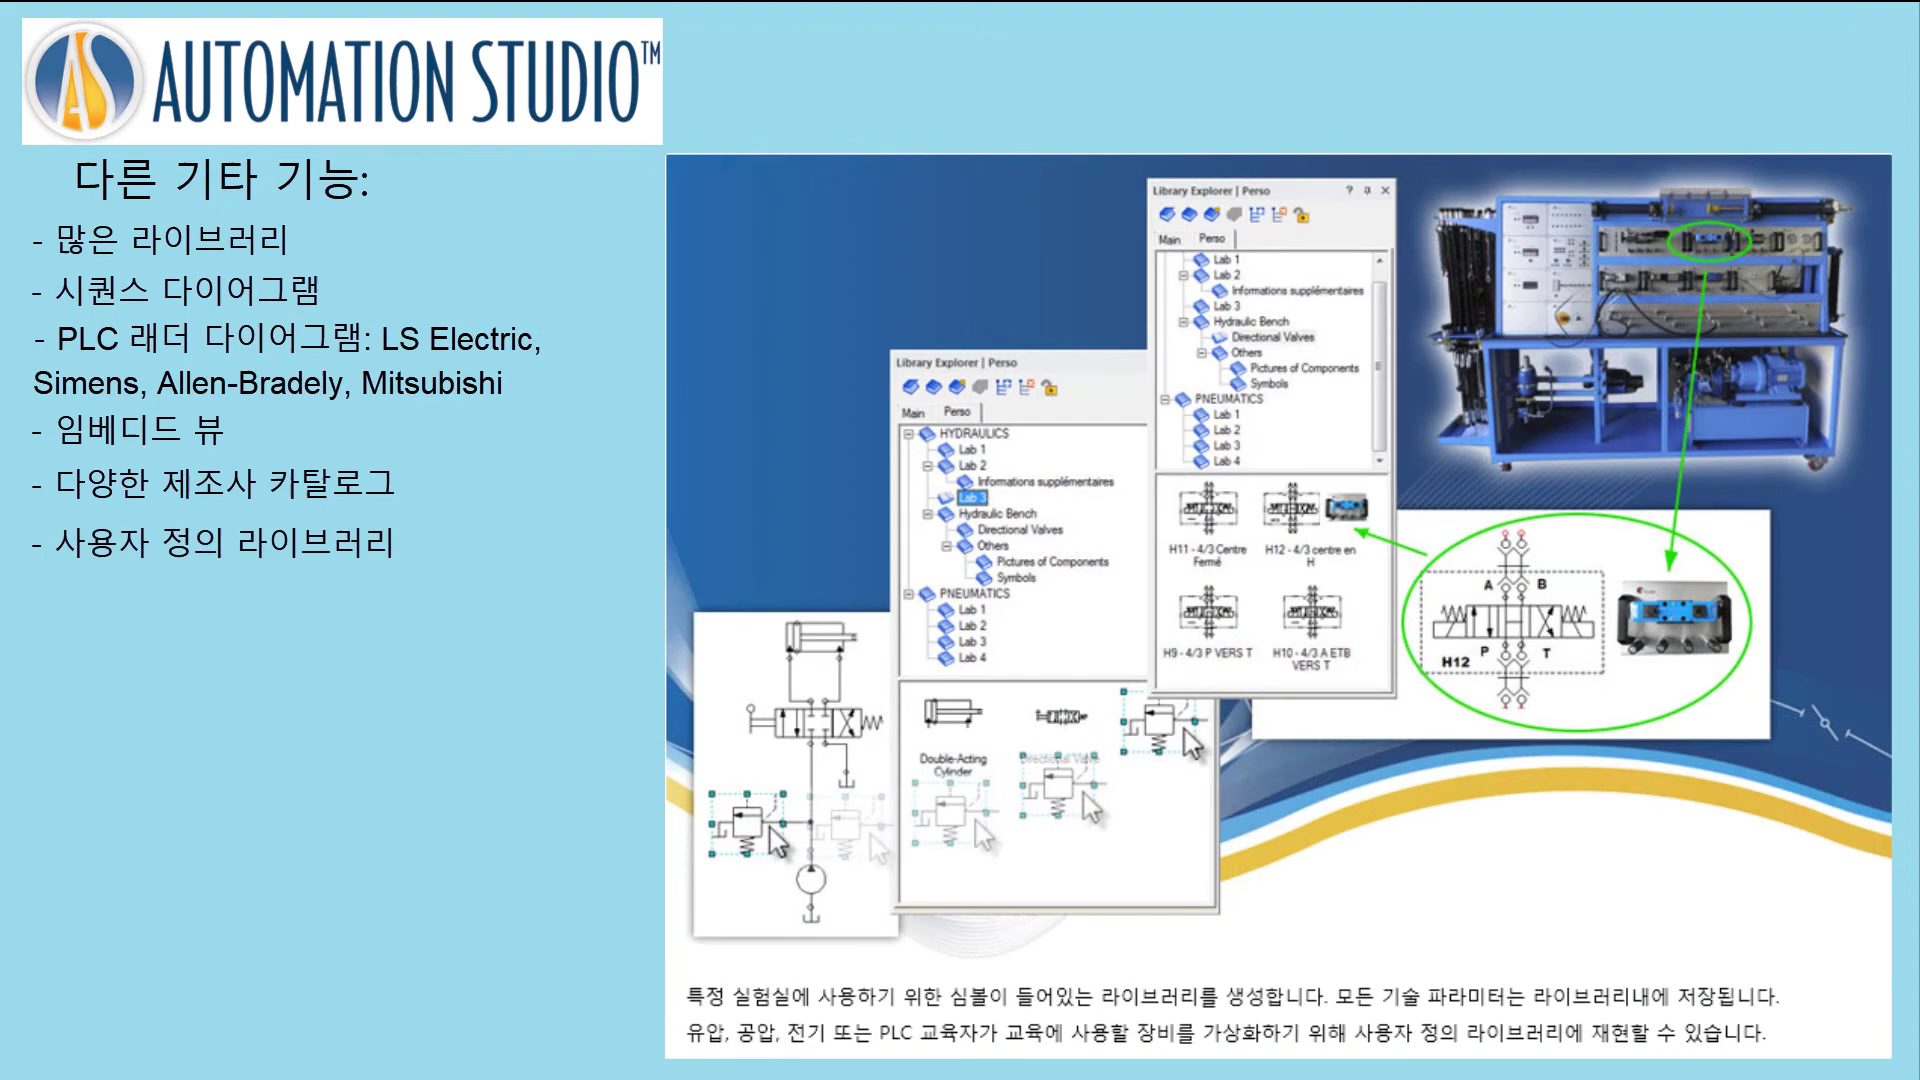 AUTOMATION STUDIO™
다른 기타 기능:
- 많은 라이브러리
- 시퀀스 다이어그램
- PLC 래더 다이어그램: LS Electric,
Simens, Allen-Bradely, Mitsubishi
- 임베디드 뷰
- 다양한 제조사 카탈로그
- 사용자 정의 라이브러리
Library Explorer | Perso
Main Perso
HYDRAULICS
Lab 1
Lab 2
Informations supplémentaires
Lab 3
Hydraulic Bench
Directional Valves
Others
Pictures of Components
Symbols
PNEUMATICS
Lab 1
Lab 2
Lab 3
Lab 4
Double-Acting
Cylinder
Directional Valve
Library Explorer | Perso
Main Perso
Lab 1
Lab 2
Informations supplémentaires
Lab 3
Hydraulic Bench
Directional Valves
Others
Pictures of Components
Symbols
PNEUMATICS
Lab 1
Lab 2
Lab 3
Lab 4
H11 - 4/3 Centre
Fermé
H12 - 4/3 centre en
H
H9 - 4/3 P VERS T
H10 - 4/3 A ETB
VERS T
A B
P T
H12
특정 실험실에 사용하기 위한 심볼이 들어있는 라이브러리를 생성합니다. 모든 기술 파라미터는 라이브러리내에 저장됩니다.
유압, 공압, 전기 또는 PLC 교육자가 교육에 사용할 장비를 가상화하기 위해 사용자 정의 라이브러리에 재현할 수 있습니다.